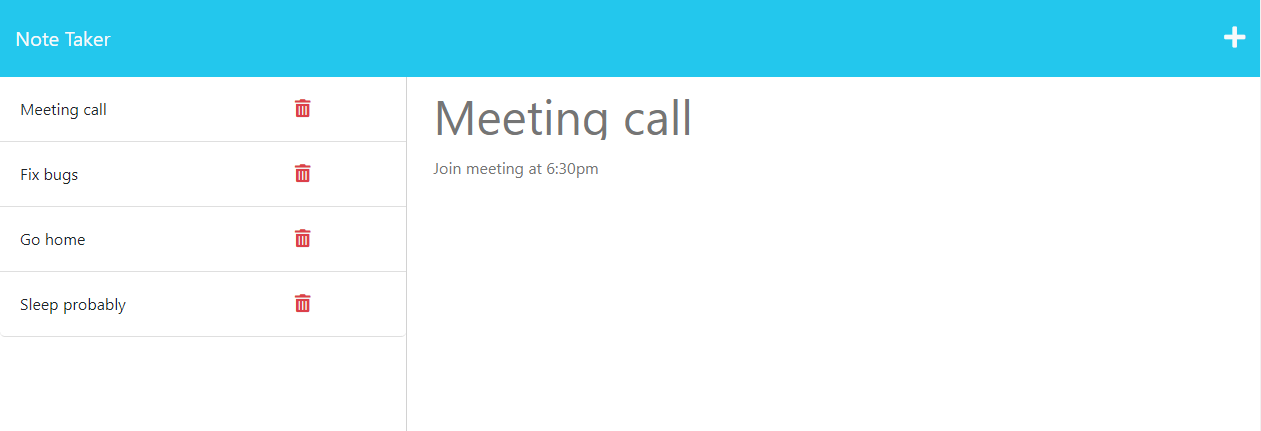 Note Taker
Meeting call
Fix bugs
Go home
Sleep probably
Meeting call
Join meeting at 6:30pm